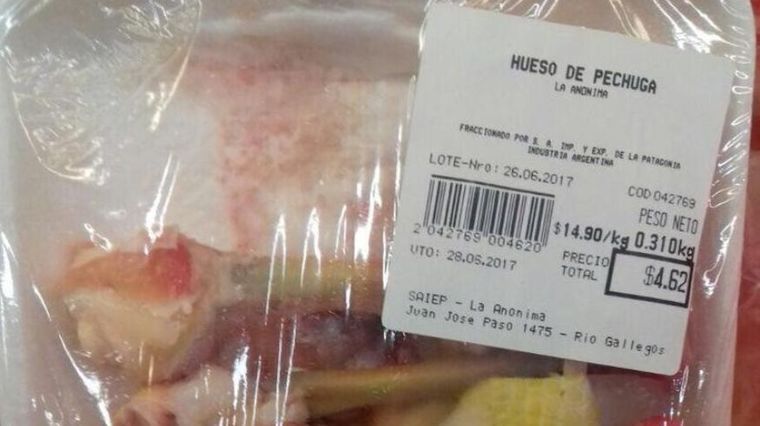 HUESO DE PECHUGA
LA ANONIMA
FRACCIONADO POR S. A. IMP. Y EXP. DE LA PATAGONIA
INDUSTRIA ARGENTINA
LOTE-Nro: 26.06.2017
COD 042769
PESO NETO
$14.90/kg 0.310kg
2 042769 004620
VTO: 28.06.2017
PRECIO TOTAL $4.62
SAIEP - La Anonima
Juan Jose Paso 1475 - Rio Gallegos